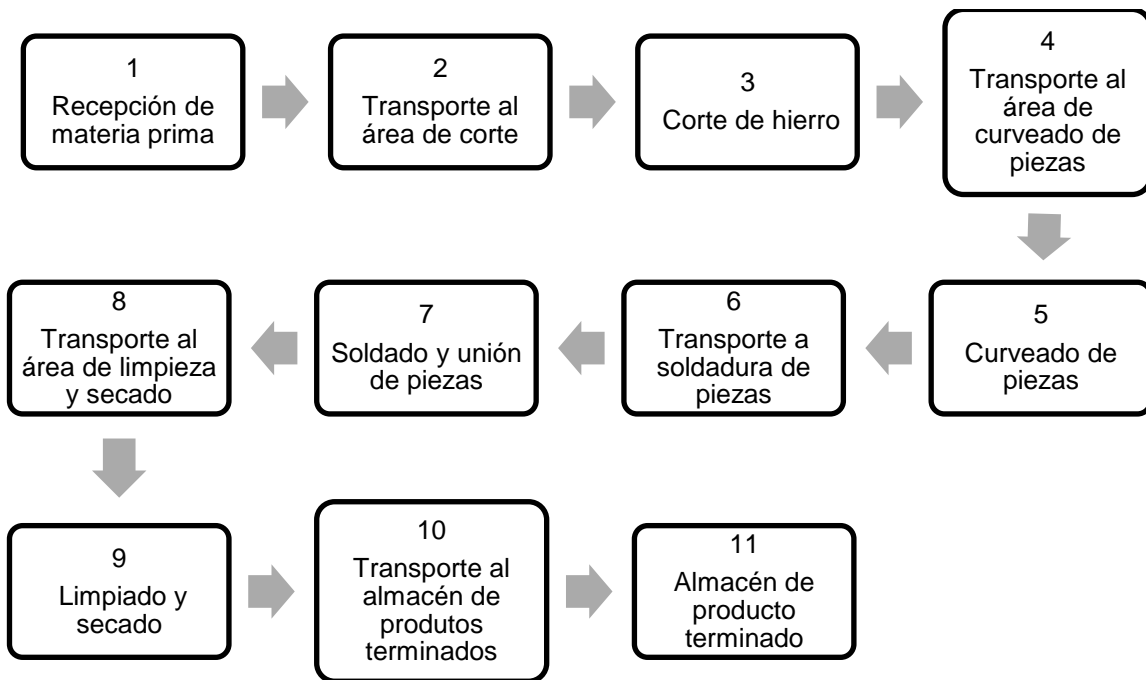 1
Recepción de
materia prima
2
Transporte al
área de corte
3
Corte de hierro
4
Transporte al
área de
curveado de
piezas
5
Curveado de
piezas
6
Transporte a
soldadura de
piezas
7
Soldado y unión
de piezas
8
Transporte al
área de limpieza
y secado
9
Limpiado y
secado
10
Transporte al
almacén de
produtos
terminados
11
Almacén de
producto
terminado